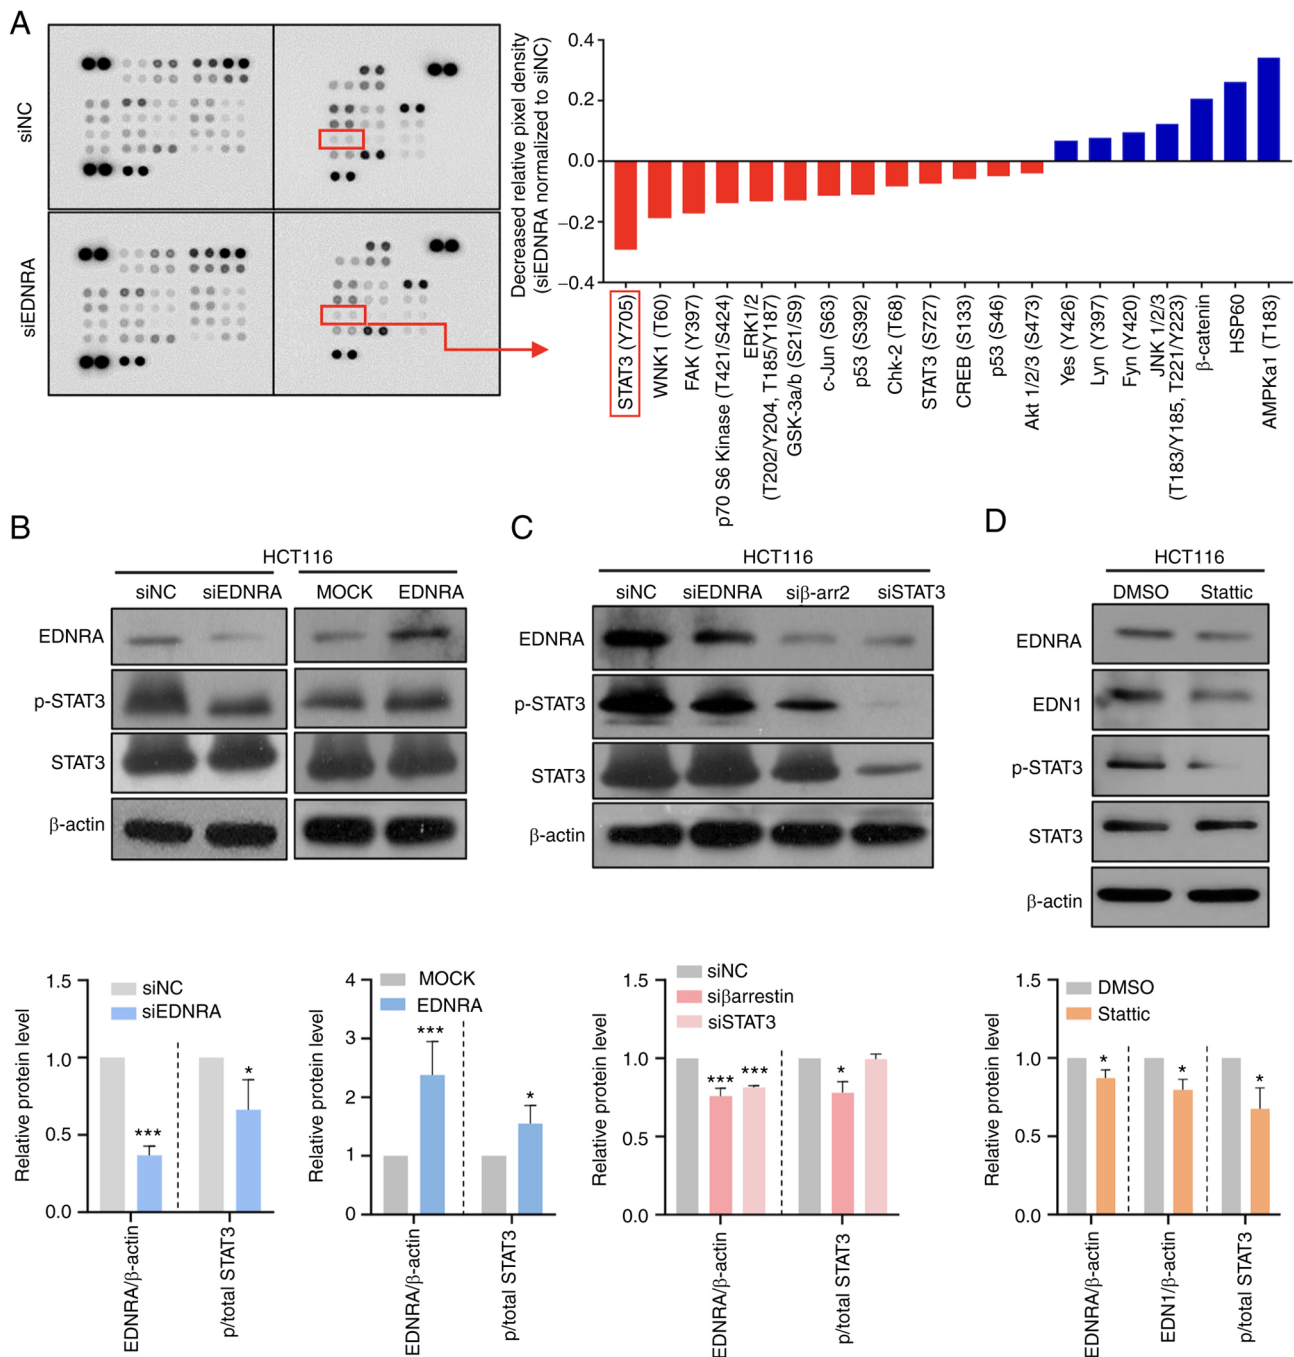 A
siNC
siEDNRA
Decreased relative pixel density
(siEDNRA normalized to siNC)
0.4
0.2
0.0
−0.2
−0.4
STAT3 (Y705)
WNK1 (T60)
FAK (Y397)
p70 S6 Kinase (T421/S424)
ERK1/2
(T202/Y204, T185/Y187)
GSK-3a/b (S21/S9)
c-Jun (S63)
p53 (S392)
Chk-2 (T68)
STAT3 (S727)
CREB (S133)
p53 (S46)
Akt 1/2/3 (S473)
Yes (Y426)
Lyn (Y397)
Fyn (Y420)
JNK 1/2/3
(T183/Y185, T221/Y223)
β-catenin
HSP60
AMPKa1 (T183)
B
HCT116
siNC siEDNRA MOCK EDNRA
EDNRA
p-STAT3
STAT3
β-actin
C
HCT116
siNC siEDNRA siβ-arr2 siSTAT3
EDNRA
p-STAT3
STAT3
β-actin
D
HCT116
DMSO Stattic
EDNRA
EDN1
p-STAT3
STAT3
β-actin
Relative protein level
1.5
1.0
0.5
0.0
siNC
siEDNRA
***
*
EDNRA/β-actin
p/total STAT3
Relative protein level
4
3
2
1
0
MOCK
EDNRA
***
*
EDNRA/β-actin
p/total STAT3
Relative protein level
1.5
1.0
0.5
0.0
siNC
siβarrestin
siSTAT3
*** ***
*
EDNRA/β-actin
p/total STAT3
Relative protein level
1.5
1.0
0.5
0.0
DMSO
Stattic
*
*
*
EDNRA/β-actin
EDN1/β-actin
p/total STAT3